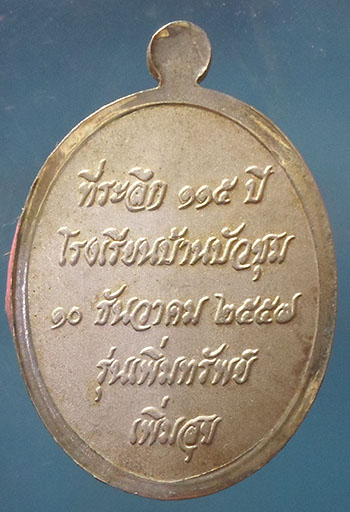 ที่ระลึก ๑๑๕ ปี
โรงเรียนบ้านบัวชุม
๑๐ ธันวาคม ๒๕๕๗
รุ่นเพิ่มทรัพย์
เพิ่มสุข